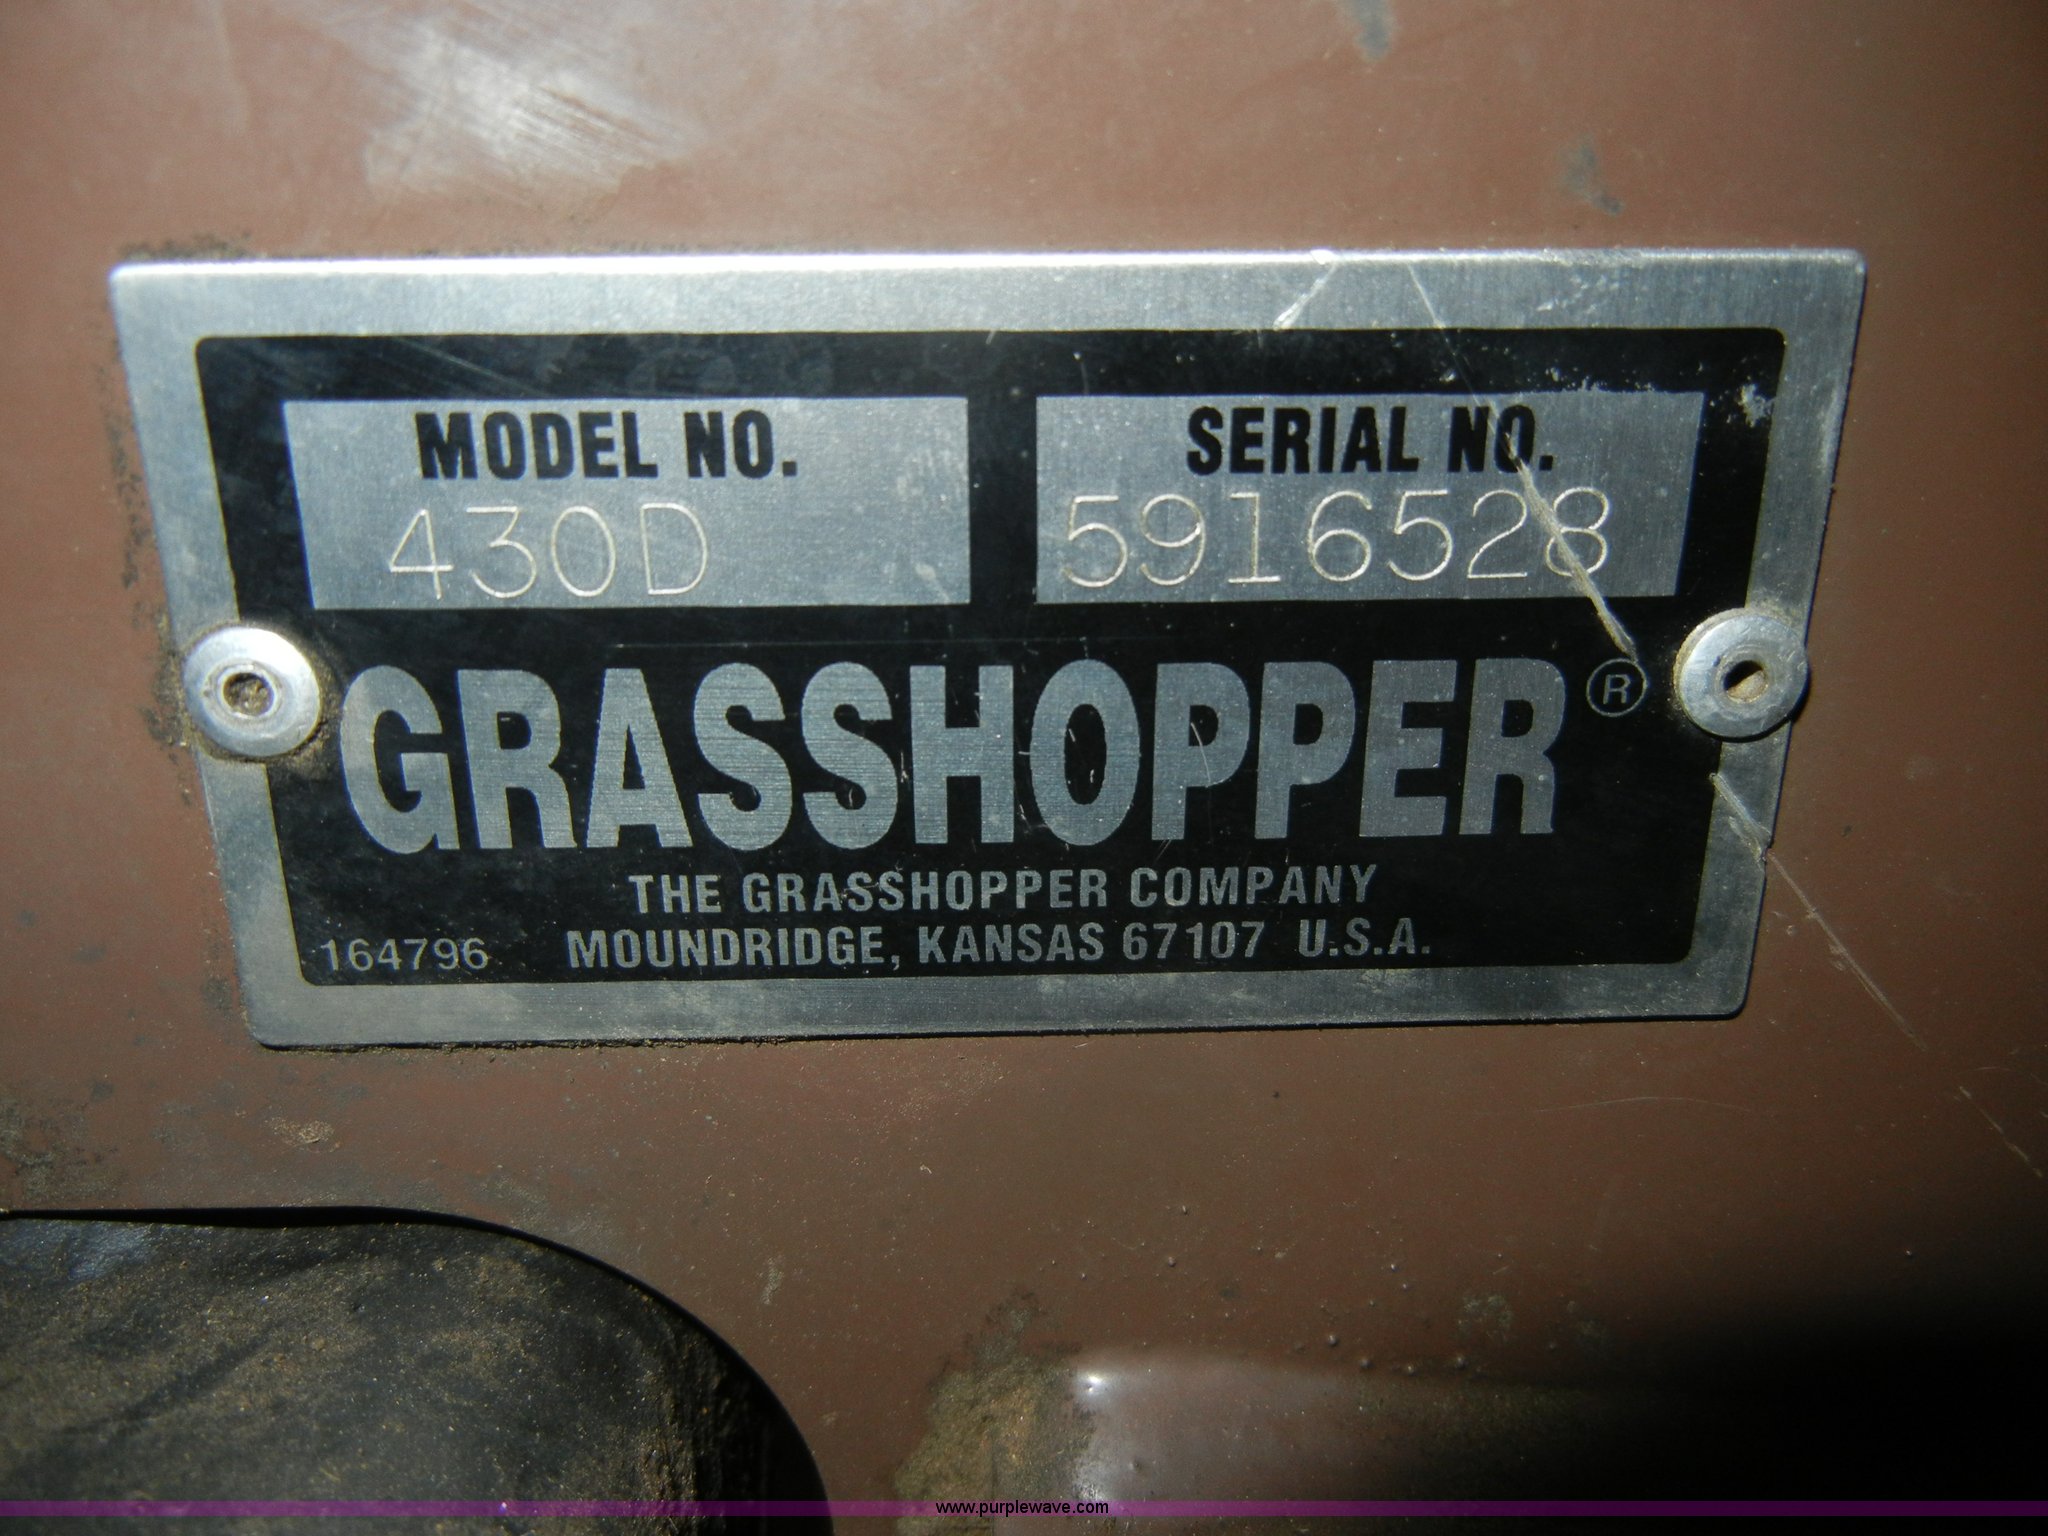 MODEL NO.
430D
SERIAL NO.
5916528
GRASSHOPPER®
THE GRASSHOPPER COMPANY
164796 MOUNDRIDGE, KANSAS 67107 U.S.A.
www.purplewave.com